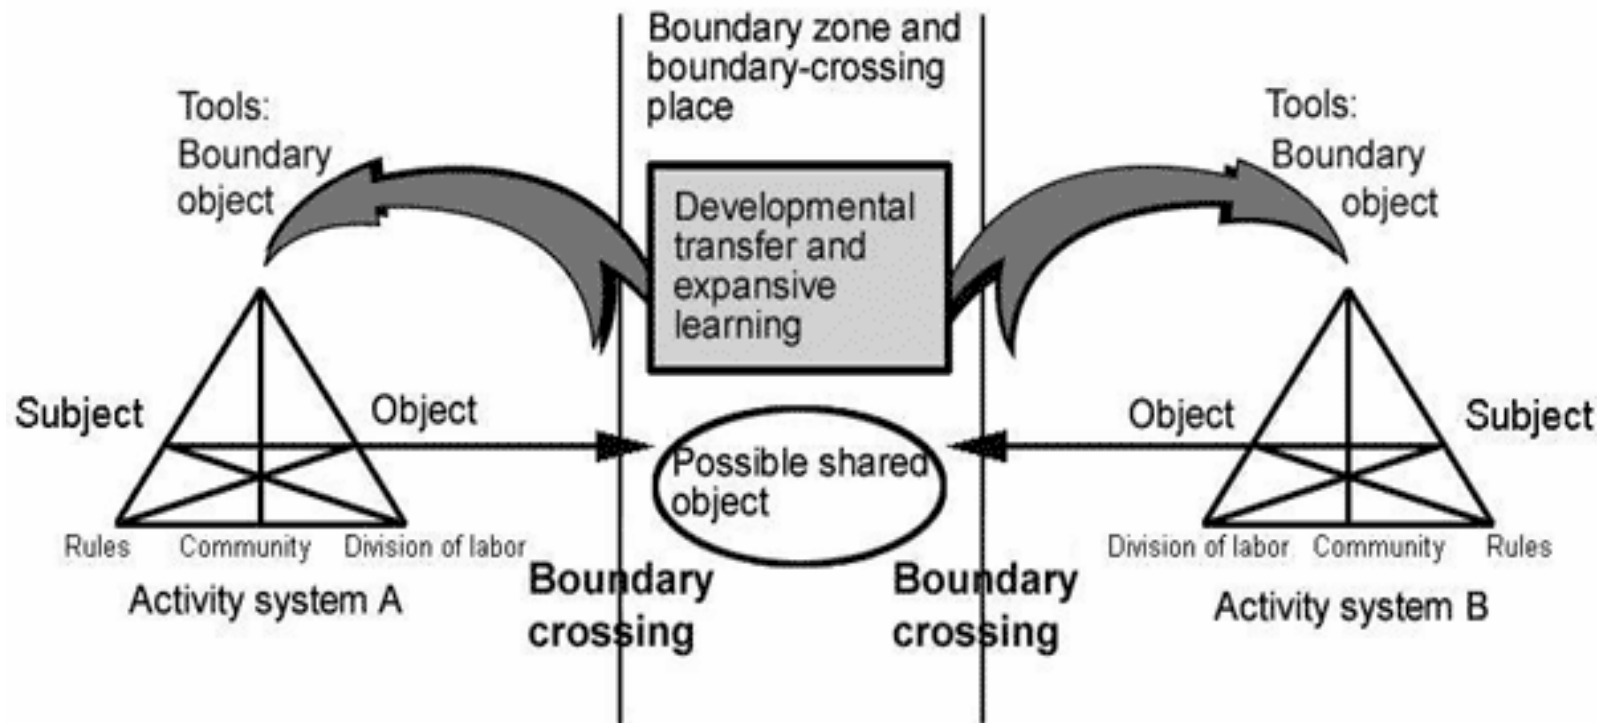 Boundary zone and
boundary-crossing
place
Tools:
Boundary
object
Tools:
Boundary
object
Developmental
transfer and
expansive
learning
Subject
Object
Object
Subject
Possible shared
object
Rules
Community
Division of labor
Division of labor
Community
Rules
Activity system A
Boundary
crossing
Boundary
crossing
Activity system B